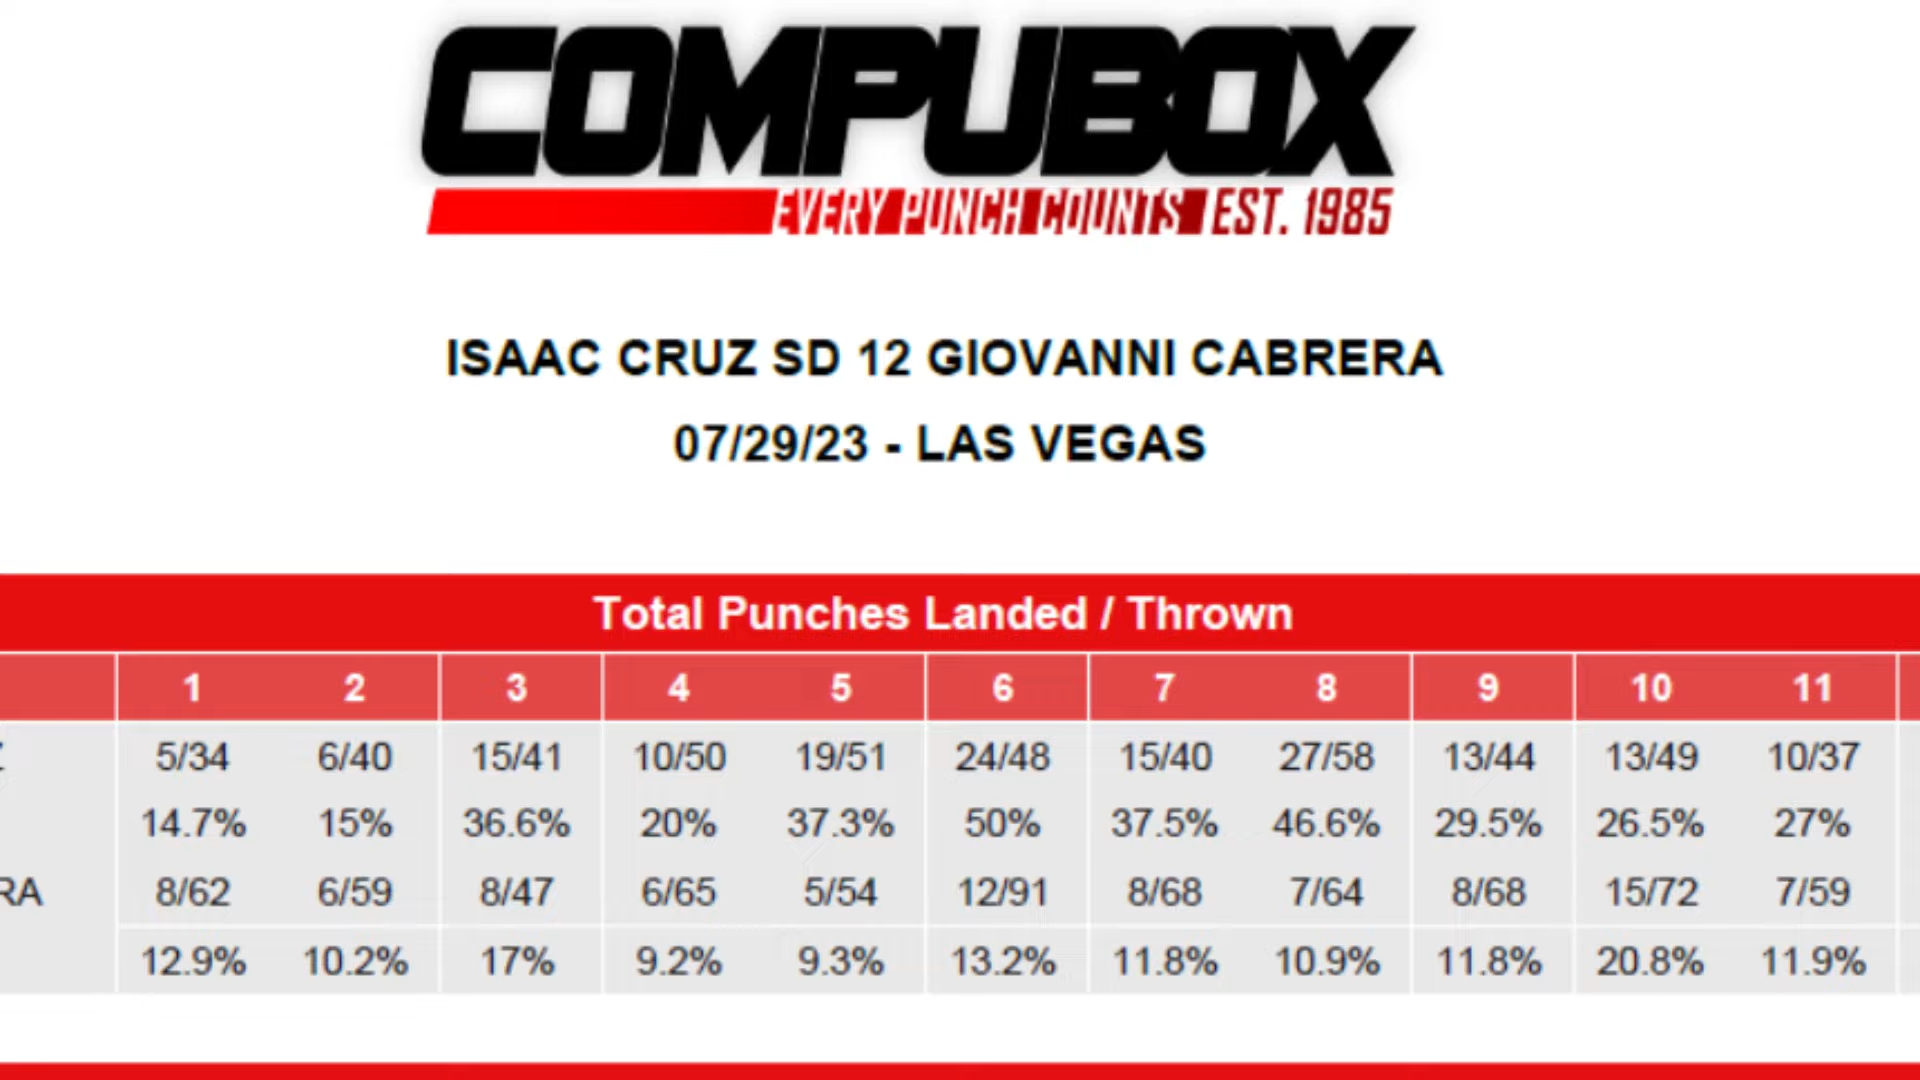 COMPUBOX
EVERY PUNCH COUNTS EST. 1985
ISAAC CRUZ SD 12 GIOVANNI CABRERA
07/29/23 - LAS VEGAS
Total Punches Landed / Thrown
1 2 3 4 5 6 7 8 9 10 11
5/34 6/40 15/41 10/50 19/51 24/48 15/40 27/58 13/44 13/49 10/37
14.7% 15% 36.6% 20% 37.3% 50% 37.5% 46.6% 29.5% 26.5% 27%
RA 8/62 6/59 8/47 6/65 5/54 12/91 8/68 7/64 8/68 15/72 7/59
12.9% 10.2% 17% 9.2% 9.3% 13.2% 11.8% 10.9% 11.8% 20.8% 11.9%